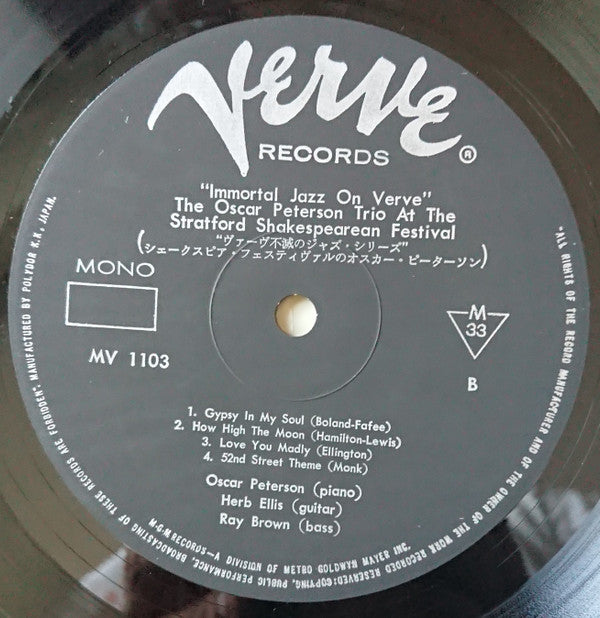 Verve
RECORDS ®
"Immortal Jazz On Verve"
The Oscar Peterson Trio At The
Stratford Shakespearean Festival
"ヴァーヴ不滅のジャズ・シリーズ"
(シェークスピア・フェスティヴァルのオスカー・ピーターソン)
MONO
MV 1103
M
33
B
1. Gypsy In My Soul (Boland-Fafee)
2. How High The Moon (Hamilton-Lewis)
3. Love You Madly (Ellington)
4. 52nd Street Theme (Monk)
Oscar Peterson (piano)
Herb Ellis (guitar)
Ray Brown (bass)
M-G-M RECORDS—A DIVISION OF METRO GOLDWYN MAYER INC.
"ALL RIGHTS OF THE RECORD MANUFACTURER AND OF THE OWNER OF THE RECORDED WORK RESERVED: COPYING, PUBLIC PERFORMANCE, BROADCASTING OF THESE RECORDS ARE FORBIDDEN". MANUFACTURED BY POLYDOR K.K. JAPAN.